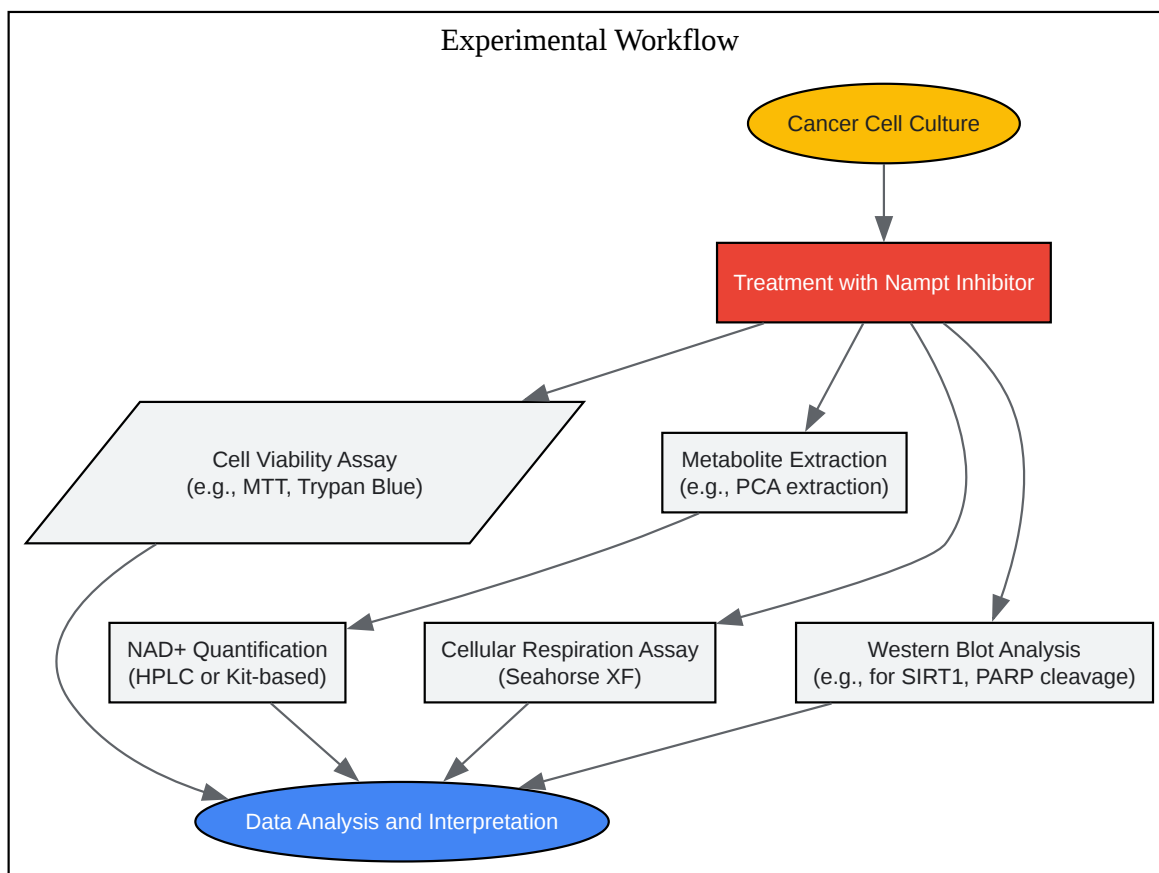 Experimental Workflow
Cancer Cell Culture
Treatment with Nampt Inhibitor
Cell Viability Assay
(e.g., MTT, Trypan Blue)
Metabolite Extraction
(e.g., PCA extraction)
NAD+ Quantification
(HPLC or Kit-based)
Cellular Respiration Assay
(Seahorse XF)
Western Blot Analysis
(e.g., for SIRT1, PARP cleavage)
Data Analysis and Interpretation